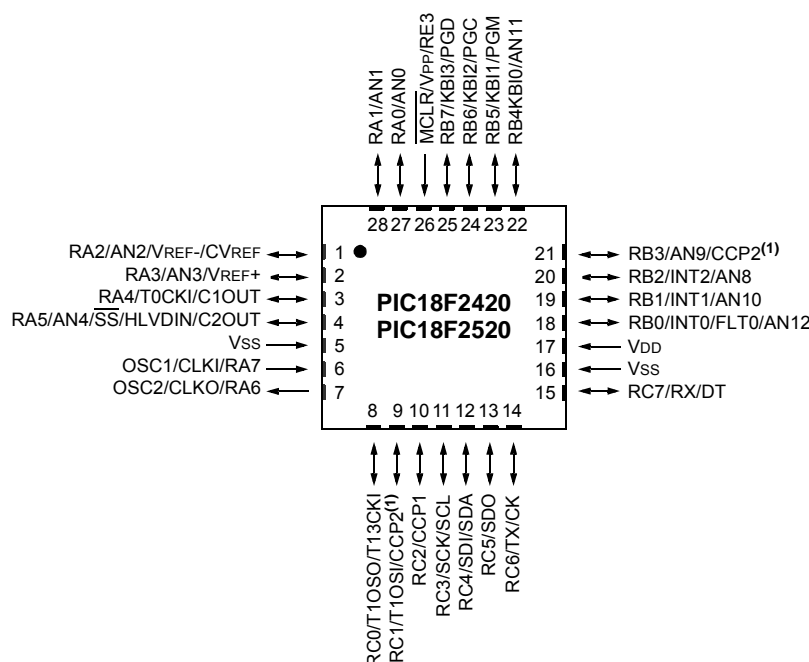 RA1/AN1
RA0/AN0
MCLR/VPP/RE3
RB7/KBI3/PGD
RB6/KBI2/PGC
RB5/KBI1/PGM
RB4KBI0/AN11
28 27 26 25 24 23 22
RA2/AN2/VREF-/CVREF 1
RA3/AN3/VREF+ 2
RA4/T0CKI/C1OUT 3
RA5/AN4/SS/HLVDIN/C2OUT 4
VSS 5
OSC1/CLKI/RA7 6
OSC2/CLKO/RA6 7
PIC18F2420
PIC18F2520
21 RB3/AN9/CCP2(1)
20 RB2/INT2/AN8
19 RB1/INT1/AN10
18 RB0/INT0/FLT0/AN12
17 VDD
16 VSS
15 RC7/RX/DT
8 9 10 11 12 13 14
RC0/T1OSO/T13CKI
RC1/T1OSI/CCP2(1)
RC2/CCP1
RC3/SCK/SCL
RC4/SDI/SDA
RC5/SDO
RC6/TX/CK